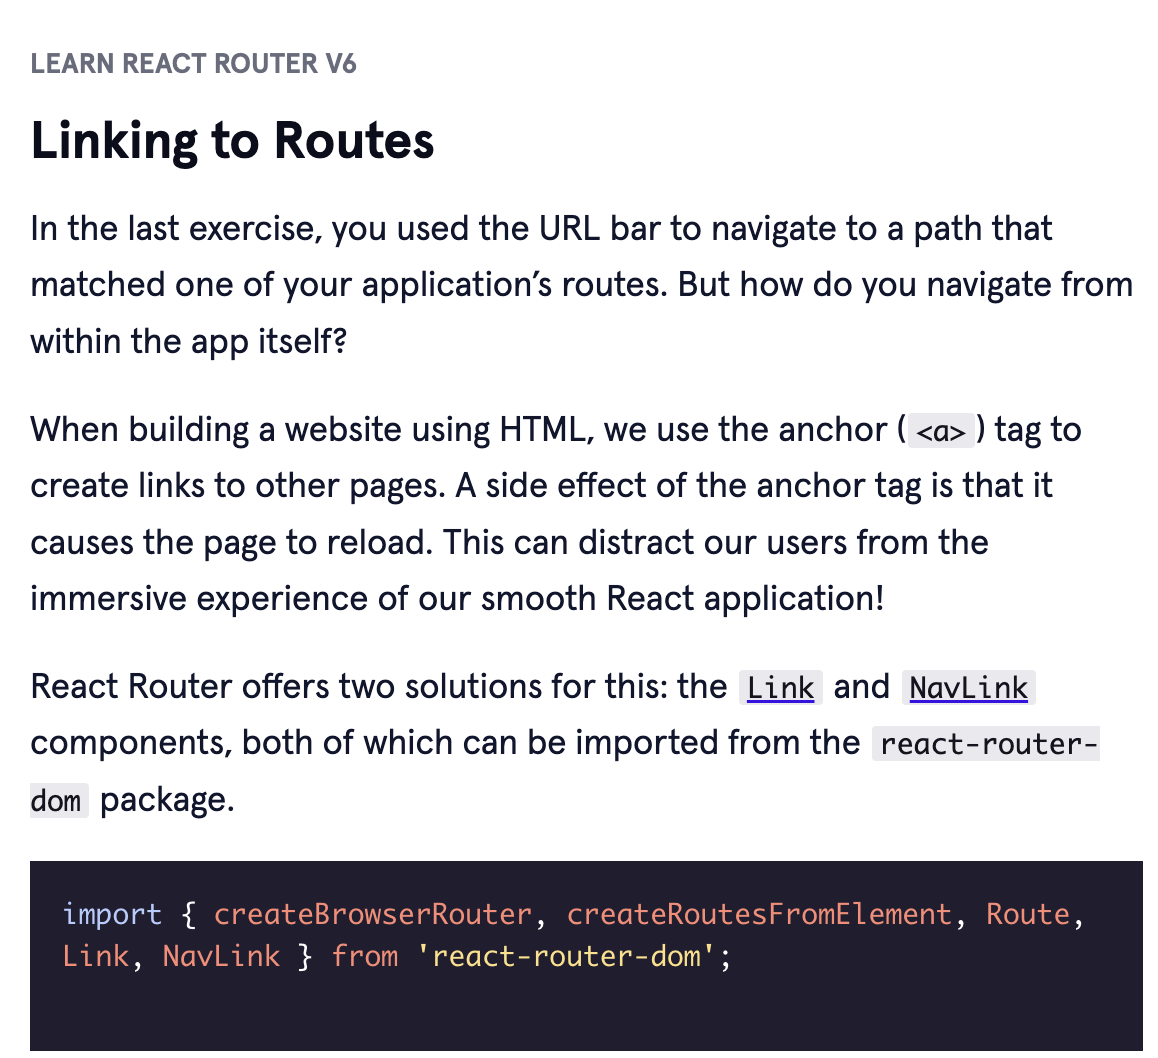 LEARN REACT ROUTER V6
Linking to Routes
In the last exercise, you used the URL bar to navigate to a path that
matched one of your application’s routes. But how do you navigate from
within the app itself?
When building a website using HTML, we use the anchor (<a>) tag to
create links to other pages. A side effect of the anchor tag is that it
causes the page to reload. This can distract our users from the
immersive experience of our smooth React application!
React Router offers two solutions for this: the Link and NavLink
components, both of which can be imported from the react-router-
dom package.
import { createBrowserRouter, createRoutesFromElement, Route,
Link, NavLink } from 'react-router-dom';